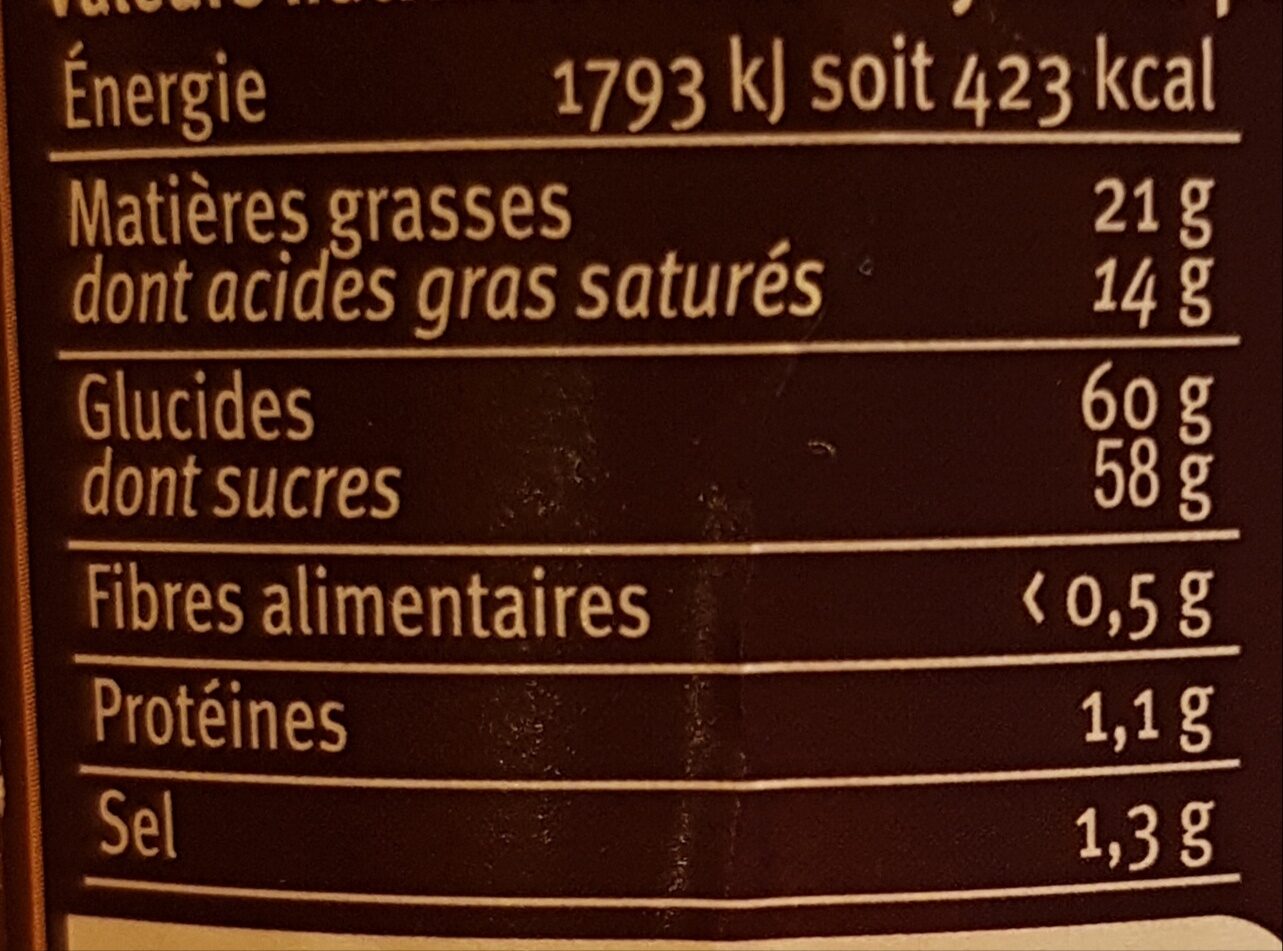 Énergie 1793 kJ soit 423 kcal
Matières grasses 21 g
dont acides gras saturés 14 g
Glucides 60 g
dont sucres 58 g
Fibres alimentaires < 0,5 g
Protéines 1,1 g
Sel 1,3 g